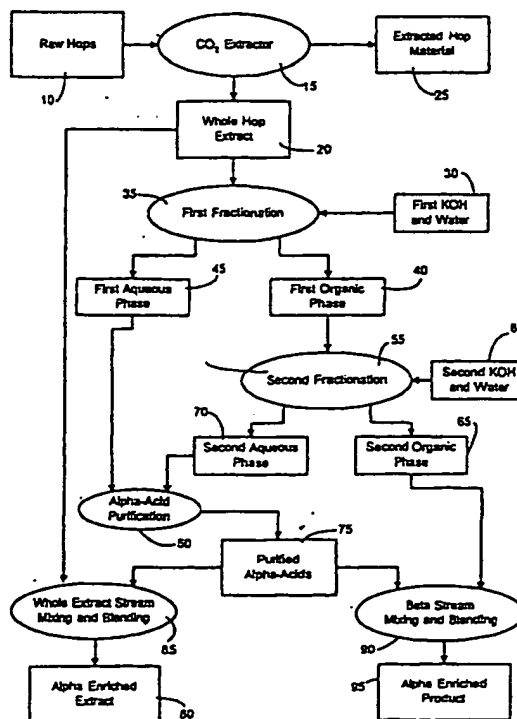 Raw Hops
CO₂ Extractor
Extracted Hop
Material
10
15
25
Whole Hop
Extract
20
30
35
First KOH
and Water
First Fractionation
45
40
First Aqueous
Phase
First Organic
Phase
55
6
Second KOH
and Water
Second Fractionation
70
65
Second Aqueous
Phase
Second Organic
Phase
Alpha-Acid
Purification
50
75
Purified
Alpha-Acids
Whole Extract Stream
Mixing and Blending
85
Beta Stream
Mixing and Blending
90
95
Alpha Enriched
Extract
80
Alpha Enriched
Product